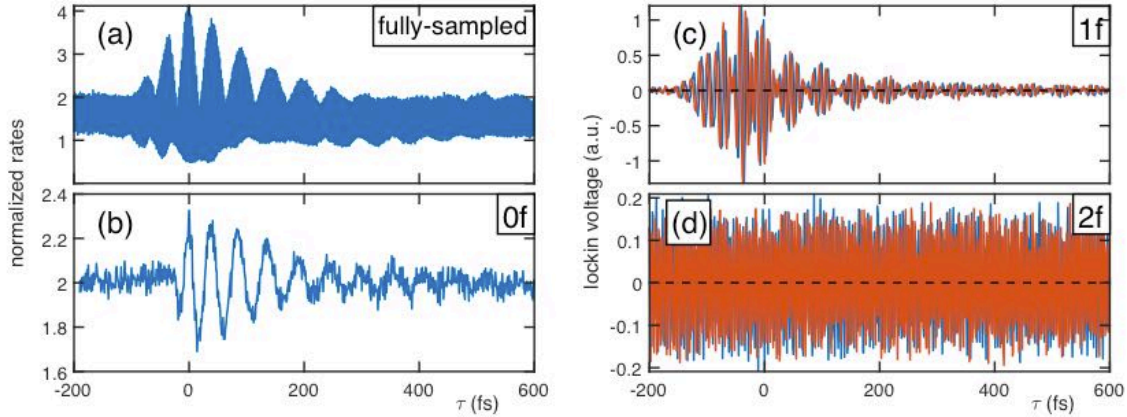 (a)
fully-sampled
normalized rates
4
3
2
1
(b)
0f
2.4
2.2
2
1.8
1.6
-200
0
200
400
600
τ (fs)
(c)
1f
lockin voltage (a.u.)
1
0.5
0
-0.5
-1
(d)
2f
0.2
0.1
0
-0.1
-0.2
-200
0
200
400
600
τ (fs)